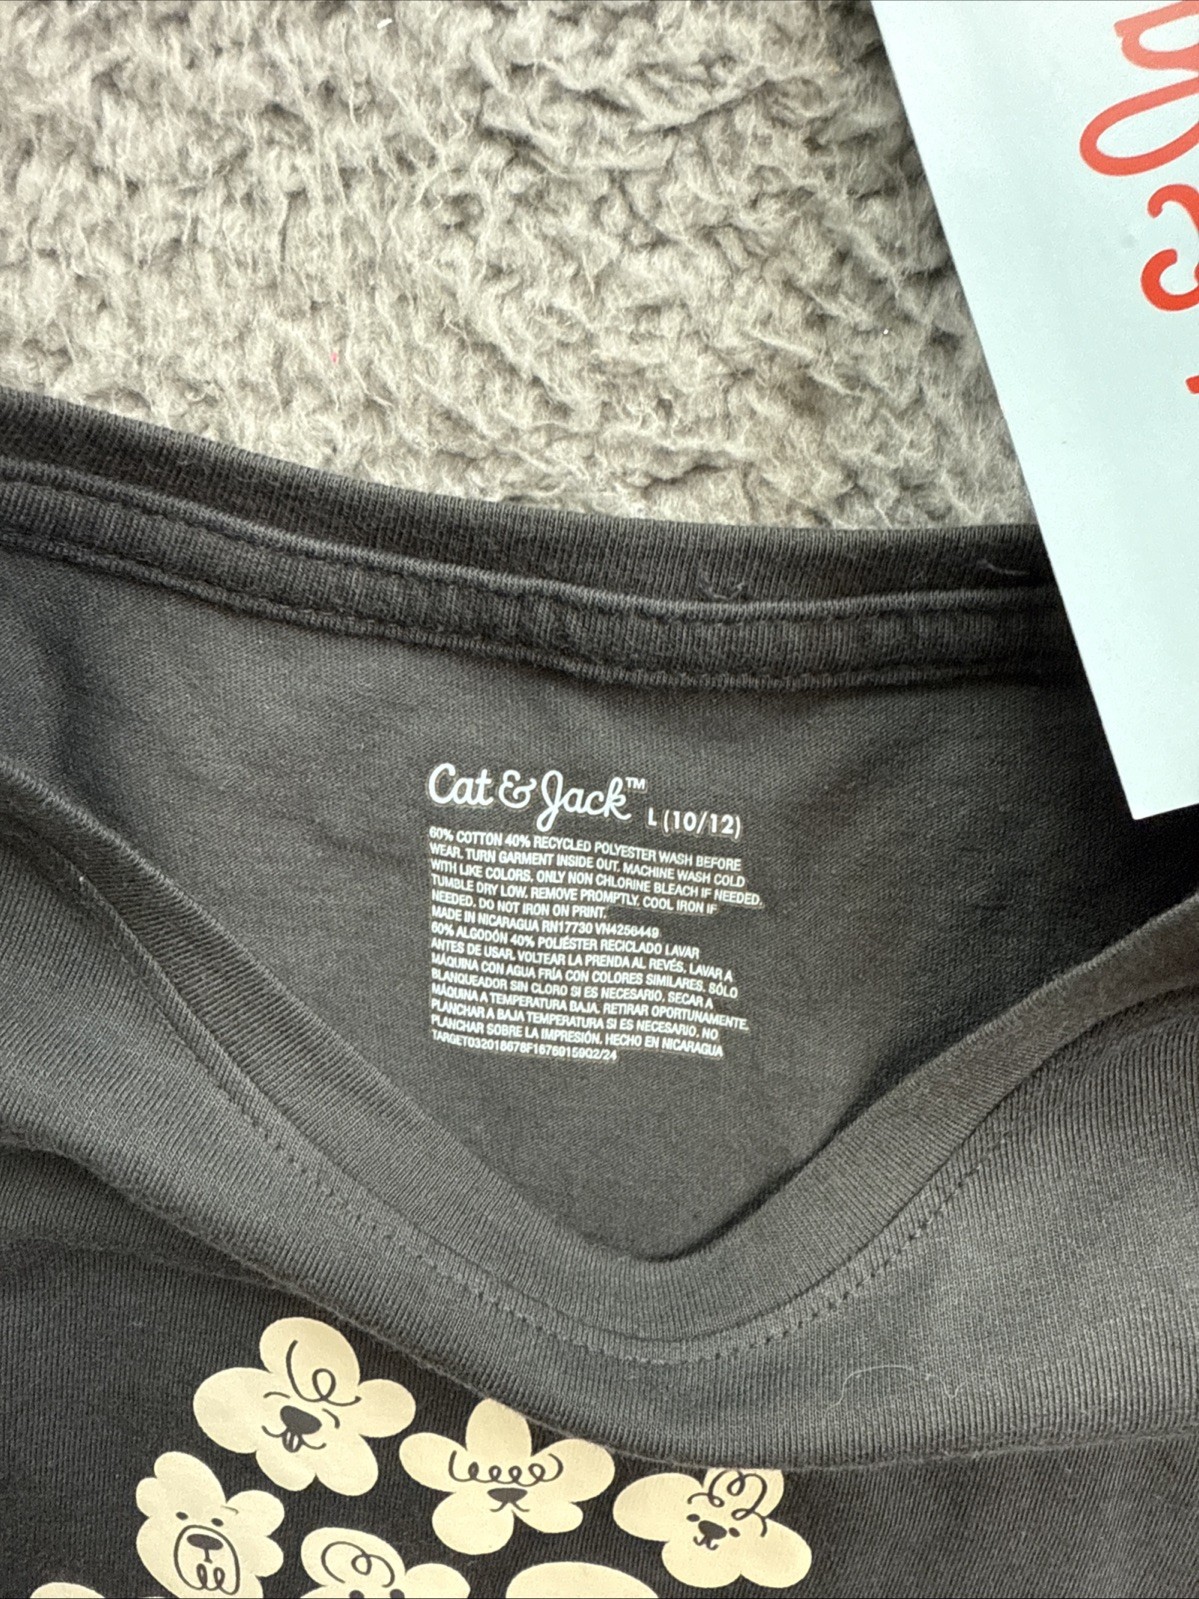 Cat & Jack™ L (10/12)
60% COTTON 40% RECYCLED POLYESTER WASH BEFORE
WEAR. TURN GARMENT INSIDE OUT. MACHINE WASH COLD
WITH LIKE COLORS. ONLY NON CHLORINE BLEACH IF NEEDED.
TUMBLE DRY LOW. REMOVE PROMPTLY. COOL IRON IF
NEEDED. DO NOT IRON ON PRINT.
MADE IN NICARAGUA RN17730 VN4256449
60% ALGODÓN 40% POLIÉSTER RECICLADO LAVAR
ANTES DE USAR. VOLTEAR LA PRENDA AL REVÉS. LAVAR A
MÁQUINA CON AGUA FRÍA CON COLORES SIMILARES. SÓLO
BLANQUEADOR SIN CLORO SI ES NECESARIO. SECAR A
MÁQUINA A TEMPERATURA BAJA. RETIRAR OPORTUNAMENTE.
PLANCHAR A BAJA TEMPERATURA SI ES NECESARIO. NO
PLANCHAR SOBRE LA IMPRESIÓN. HECHO EN NICARAGUA